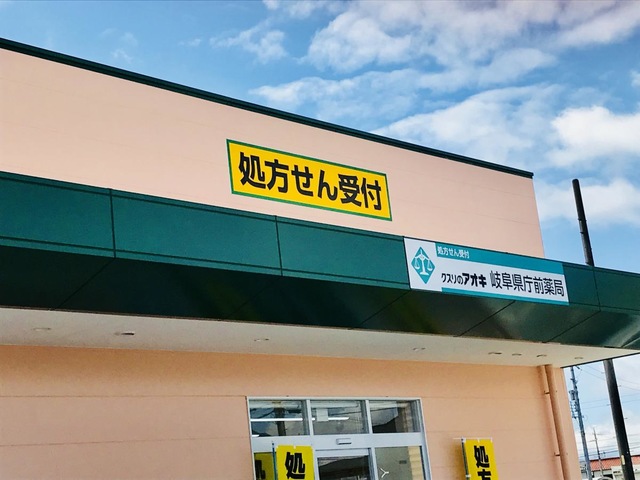 処方せん受付
処方せん受付
クスリのアオキ 岐阜県庁前薬局
処
処方